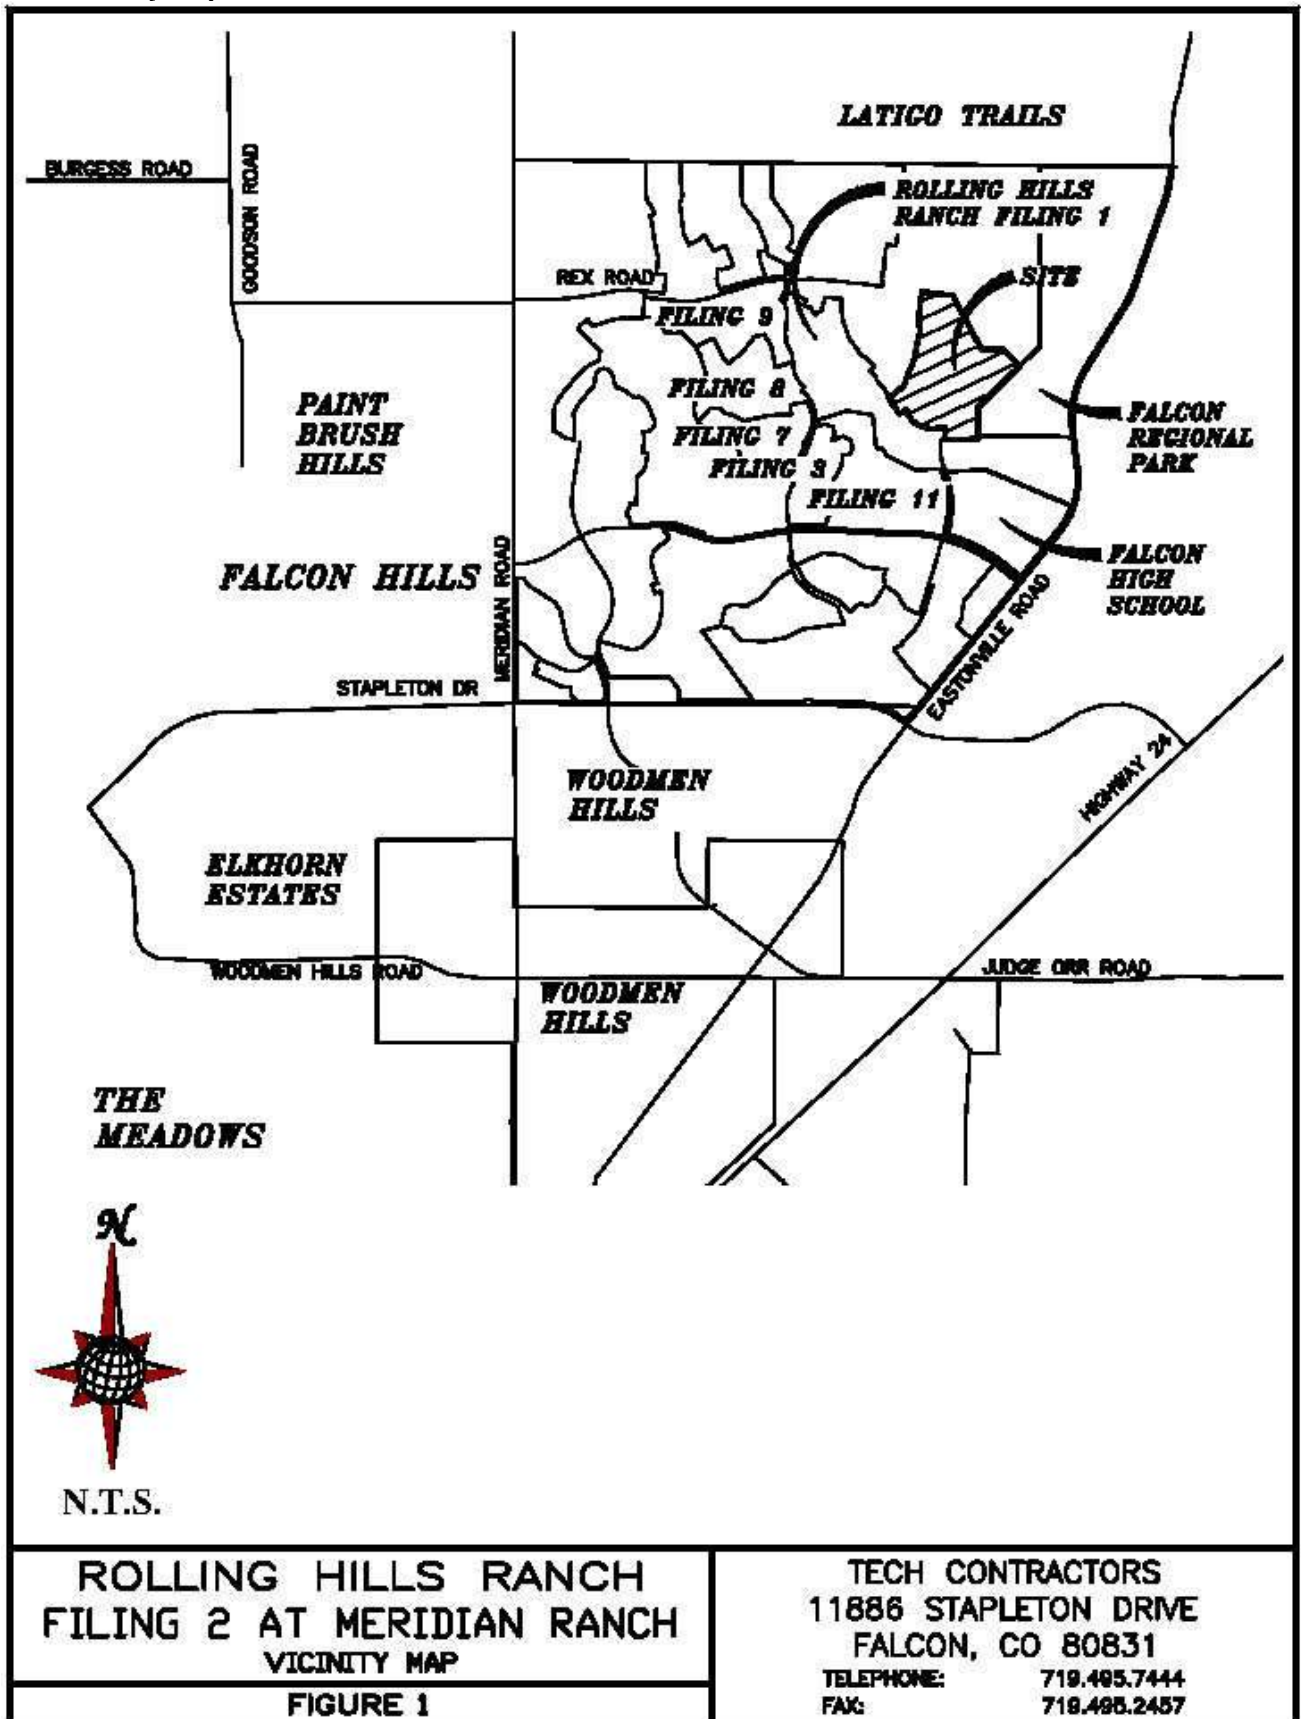 LATIGO TRAILS
BURGESS ROAD
GOODSON ROAD
ROLLING HILLS
RANCH FILING 1
REX ROAD
SITE
FILING 9
FILING 8
PAINT
BRUSH
HILLS
FILING 7
FILING 3
FILING 11
FALCON
REGIONAL
PARK
FALCON HILLS
MERIDIAN ROAD
FALCON
HIGH
SCHOOL
EASTONVILLE ROAD
STAPLETON DR
HIGHWAY 24
WOODMEN
HILLS
ELKHORN
ESTATES
WOODMEN HILLS ROAD
JUDGE ORR ROAD
WOODMEN
HILLS
THE
MEADOWS
N
N.T.S.
ROLLING HILLS RANCH
FILING 2 AT MERIDIAN RANCH
VICINITY MAP
FIGURE 1
TECH CONTRACTORS
11886 STAPLETON DRIVE
FALCON, CO 80831
TELEPHONE: 719.495.7444
FAX: 719.495.2457